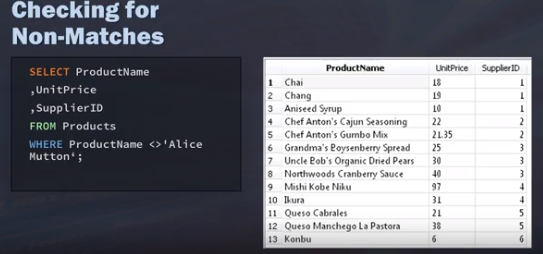 Checking for
Non-Matches
SELECT ProductName
,UnitPrice
,SupplierID
FROM Products
WHERE ProductName <>'Alice
Mutton';
ProductName UnitPrice SupplierID
1 Chai 18 1
2 Chang 19 1
3 Aniseed Syrup 10 1
4 Chef Anton's Cajun Seasoning 22 2
5 Chef Anton's Gumbo Mix 21.35 2
6 Grandma's Boysenberry Spread 25 3
7 Uncle Bob's Organic Dried Pears 30 3
8 Northwoods Cranberry Sauce 40 3
9 Mishi Kobe Niku 97 4
10 Ikura 31 4
11 Queso Cabrales 21 5
12 Queso Manchego La Pastora 38 5
13 Konbu 6 6